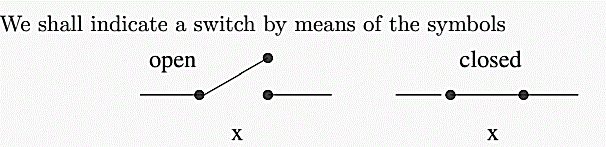 We shall indicate a switch by means of the symbols
open closed
x x